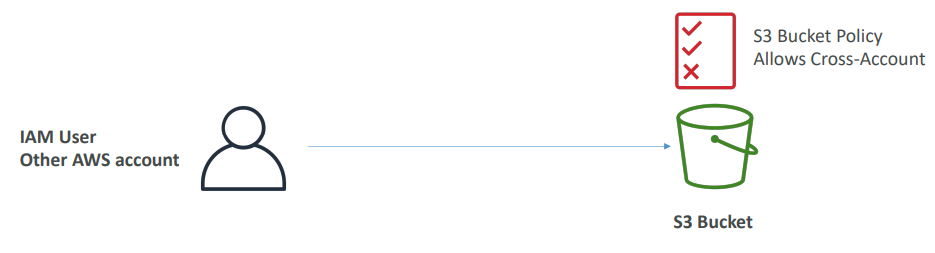 S3 Bucket Policy
Allows Cross-Account
IAM User
Other AWS account
S3 Bucket